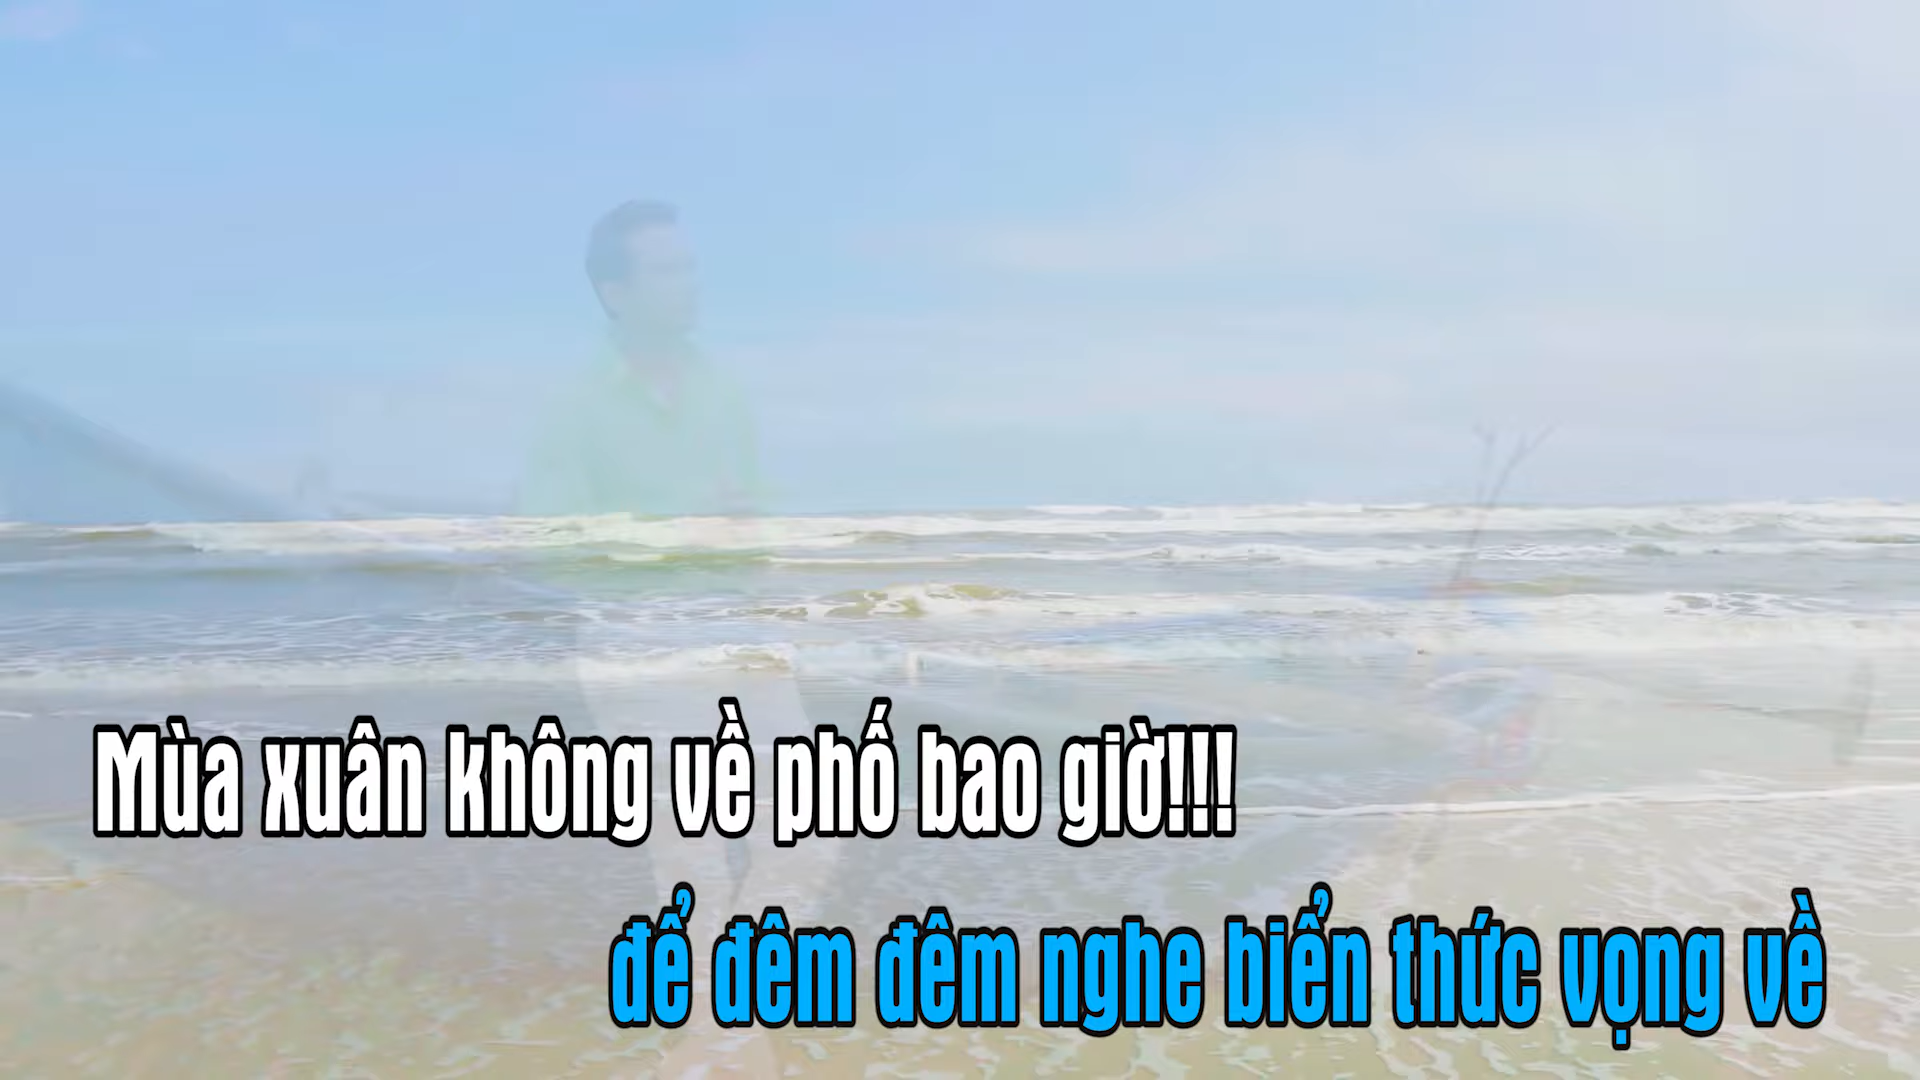 Mùa xuân không về phố bao giờ!!!
để đêm đêm nghe biển thức vọng về